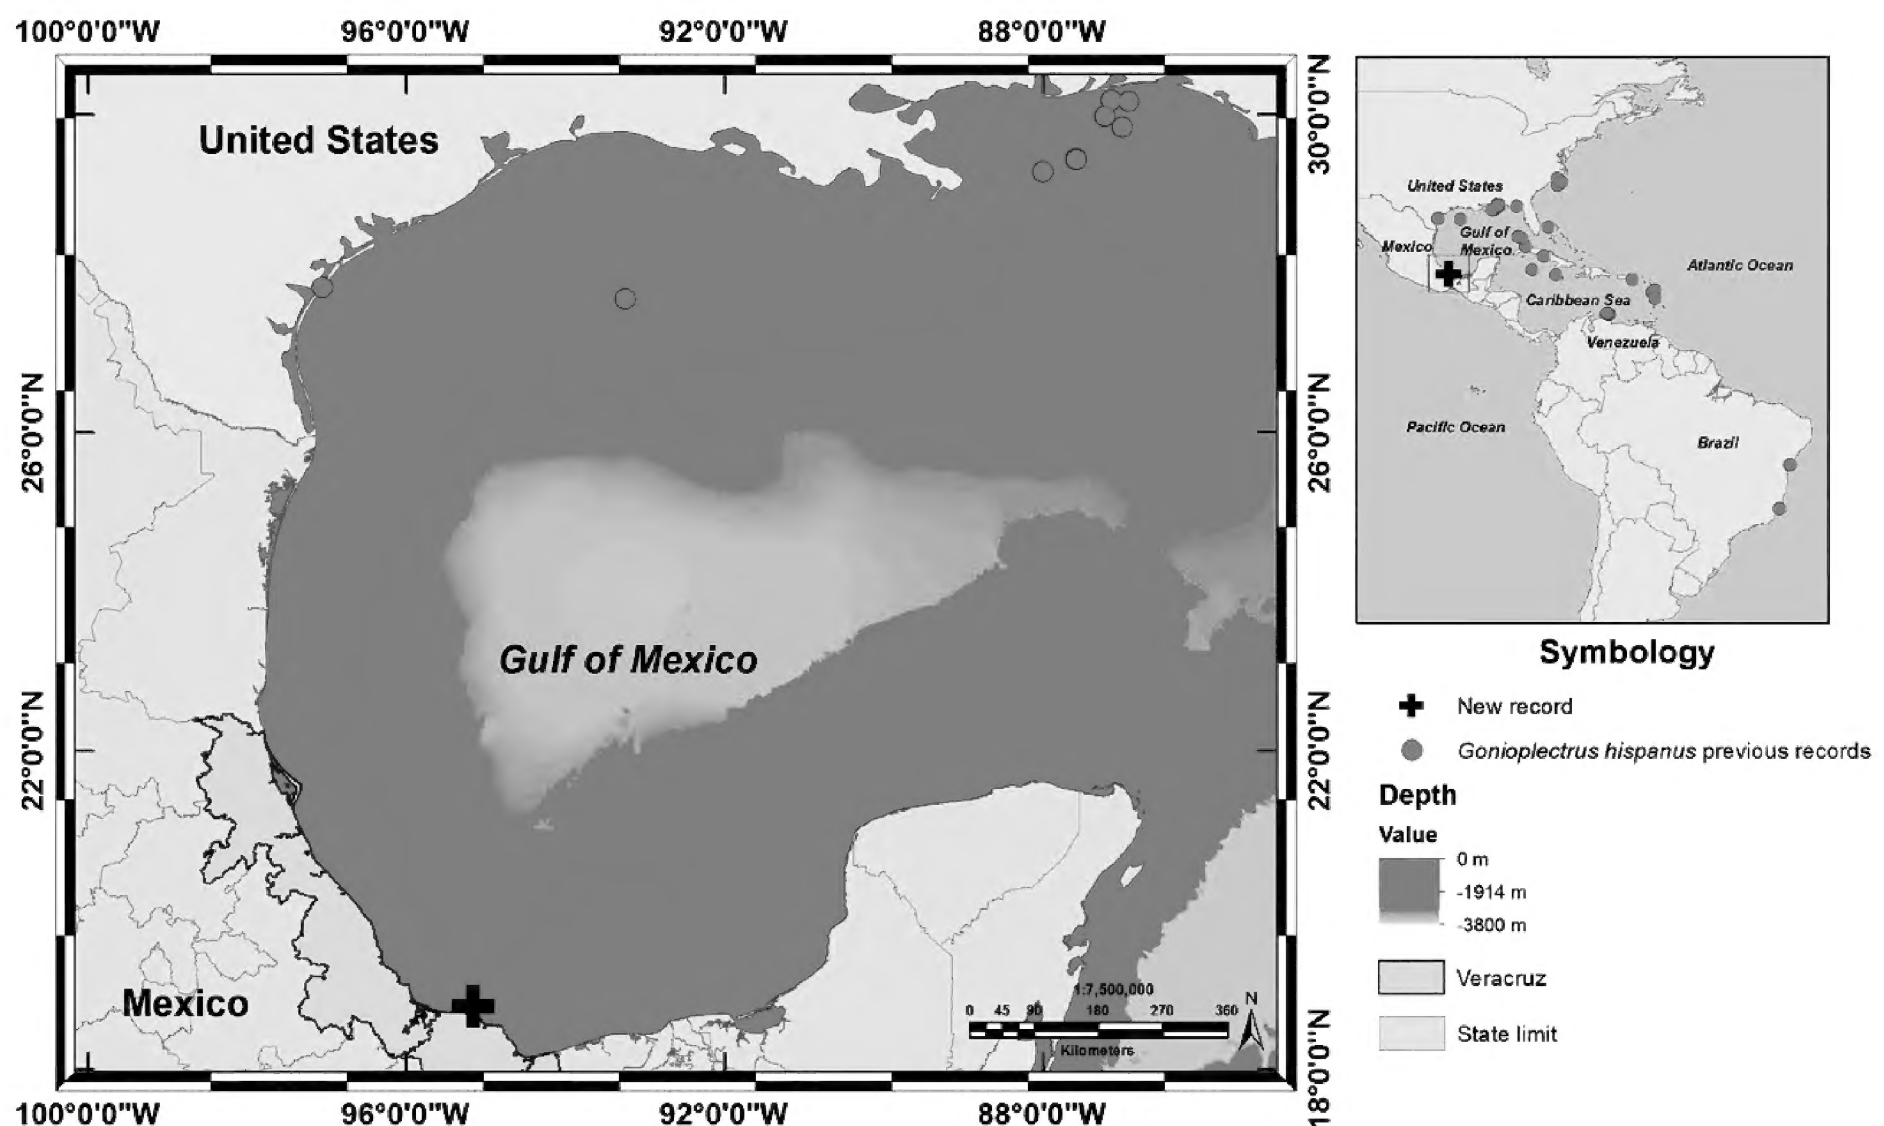 100°0'0"W 96°0'0"W 92°0'0"W 88°0'0"W
30°0'0"N
26°0'0"N
26°0'0"N
22°0'0"N
22°0'0"N
18°0'0"N
United States
Gulf of Mexico
Mexico
1:7,500,000
0 45 90 180 270 360
Kilometers
N
100°0'0"W 96°0'0"W 92°0'0"W 88°0'0"W
United States
Gulf of
Mexico
Mexico
Atlantic Ocean
Caribbean Sea
Venezuela
Pacific Ocean
Brazil
Symbology
New record
Gonioplectrus hispanus previous records
Depth
Value
0 m
-1914 m
-3800 m
Veracruz
State limit